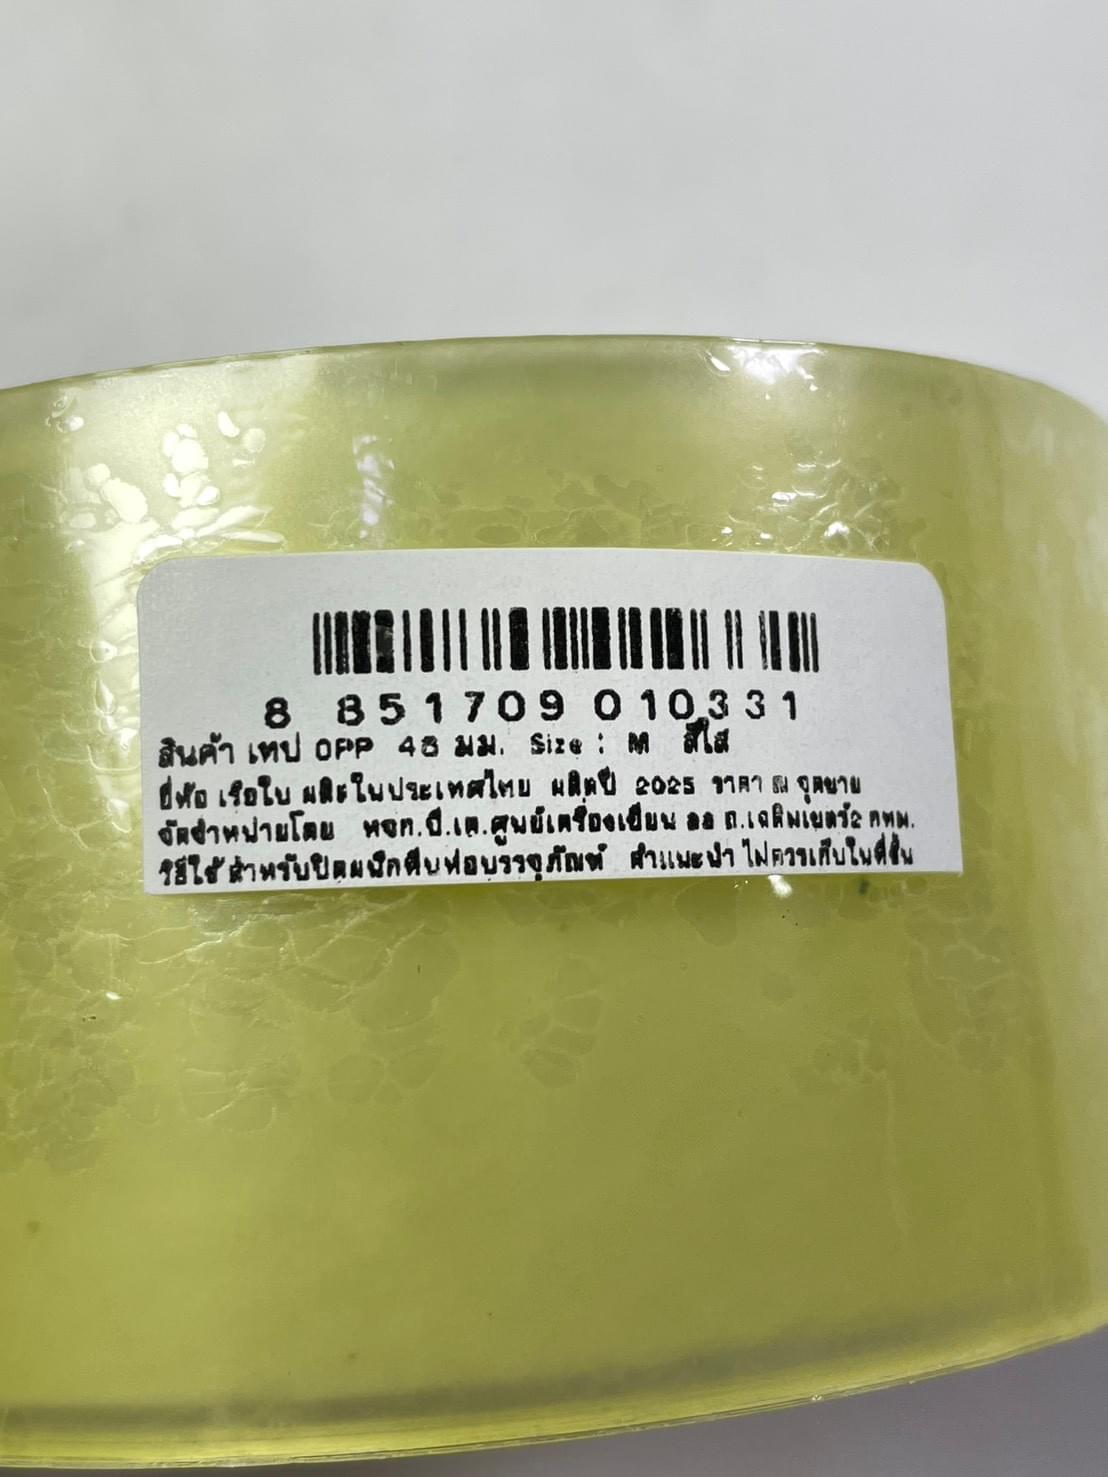 8 851709 010331
สินค้า เทป OPP 48 มม. Size : M สีใส
ยี่ห้อ เรือใบ ผลิตในประเทศไทย ผลิตปี 2025 ราคา ณ จุดขาย
จัดจำหน่ายโดย หจก.บี.เค.ศูนย์เครื่องเขียน ถ.เฉลิมเขตร์2 กทม.
วิธีใช้ สำหรับปิดผนึกหีบห่อบรรจุภัณฑ์ คำแนะนำ ไม่ควรเก็บในที่ชื้น